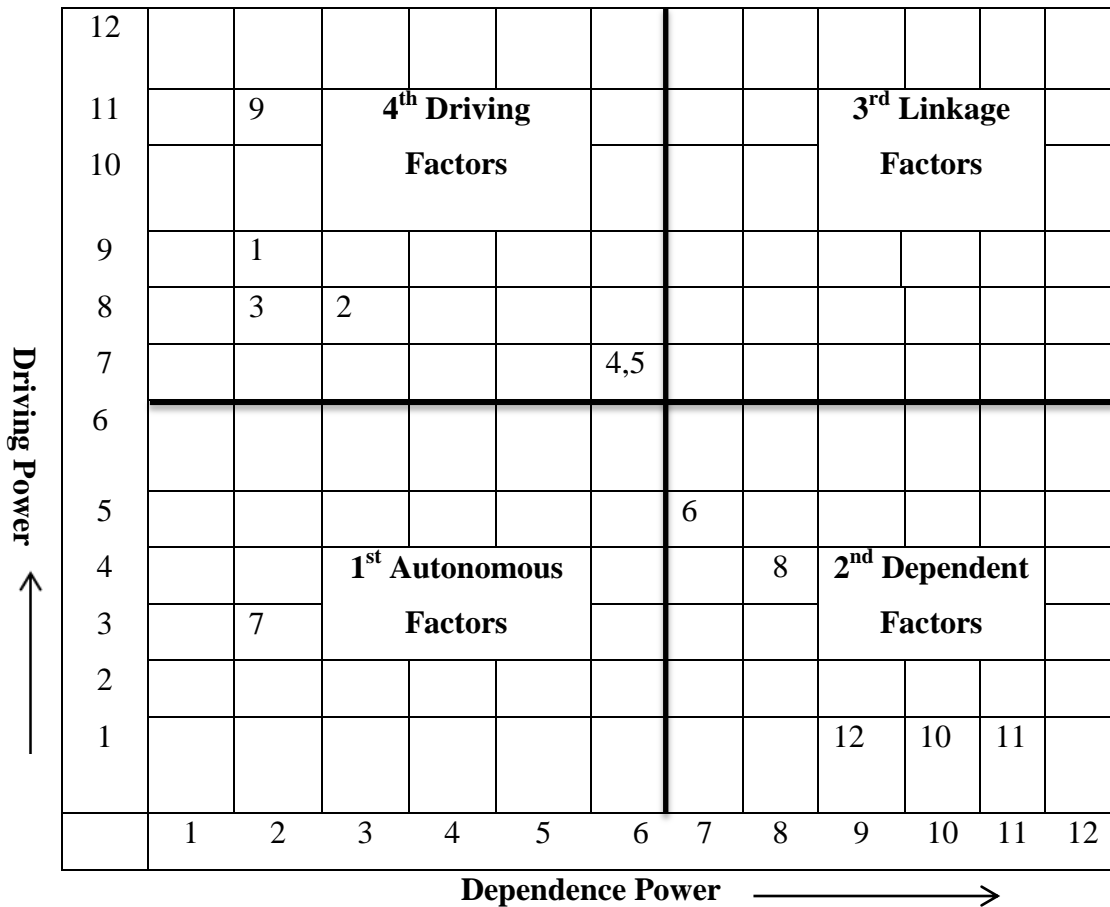 12
11 9 4th Driving 3rd Linkage
10 Factors Factors
9 1
8 3 2
7 4,5
6
5 6
4 1st Autonomous 8 2nd Dependent
3 7 Factors Factors
2
1 12 10 11
1 2 3 4 5 6 7 8 9 10 11 12
Driving Power
Dependence Power